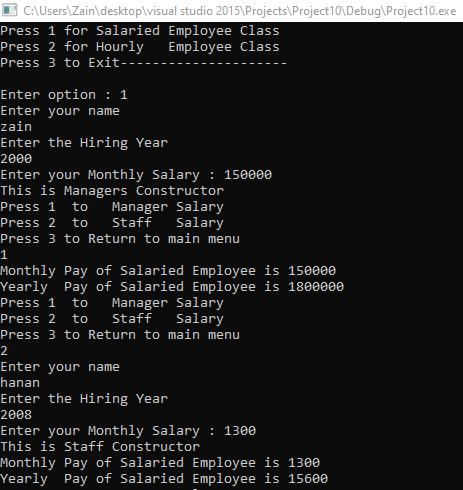 C:\Users\Zain\desktop\visual studio 2015\Projects\Project10\Debug\Project10.exe
Press 1 for Salaried Employee Class
Press 2 for Hourly   Employee Class
Press 3 to Exit---------------------
Enter option : 1
Enter your name
zain
Enter the Hiring Year
2000
Enter your Monthly Salary : 150000
This is Managers Constructor
Press 1  to   Manager Salary
Press 2  to   Staff   Salary
Press 3 to Return to main menu
1
Monthly Pay of Salaried Employee is 150000
Yearly  Pay of Salaried Employee is 1800000
Press 1  to   Manager Salary
Press 2  to   Staff   Salary
Press 3 to Return to main menu
2
Enter your name
hanan
Enter the Hiring Year
2008
Enter your Monthly Salary : 1300
This is Staff Constructor
Monthly Pay of Salaried Employee is 1300
Yearly  Pay of Salaried Employee is 15600